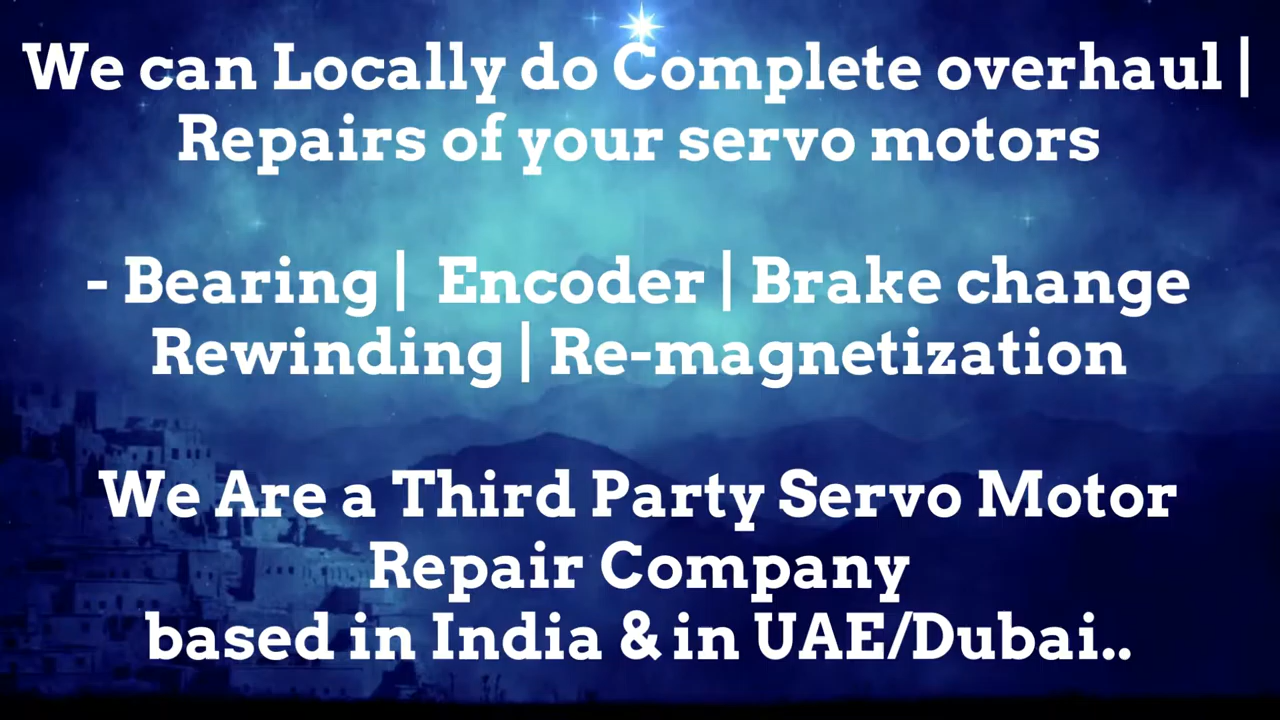 We can Locally do Complete overhaul |
Repairs of your servo motors
- Bearing | Encoder | Brake change
Rewinding | Re-magnetization
We Are a Third Party Servo Motor
Repair Company
based in India & in UAE/Dubai..